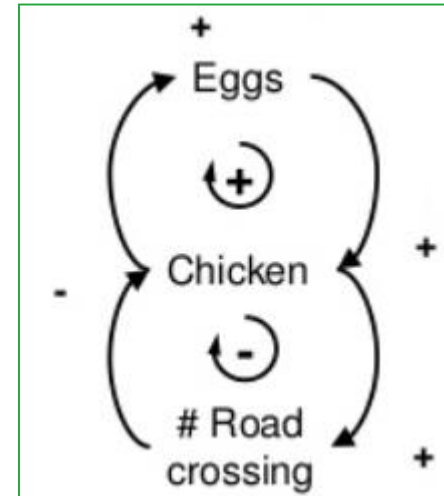 +
Eggs
+
Chicken +
-
-
# Road
crossing +